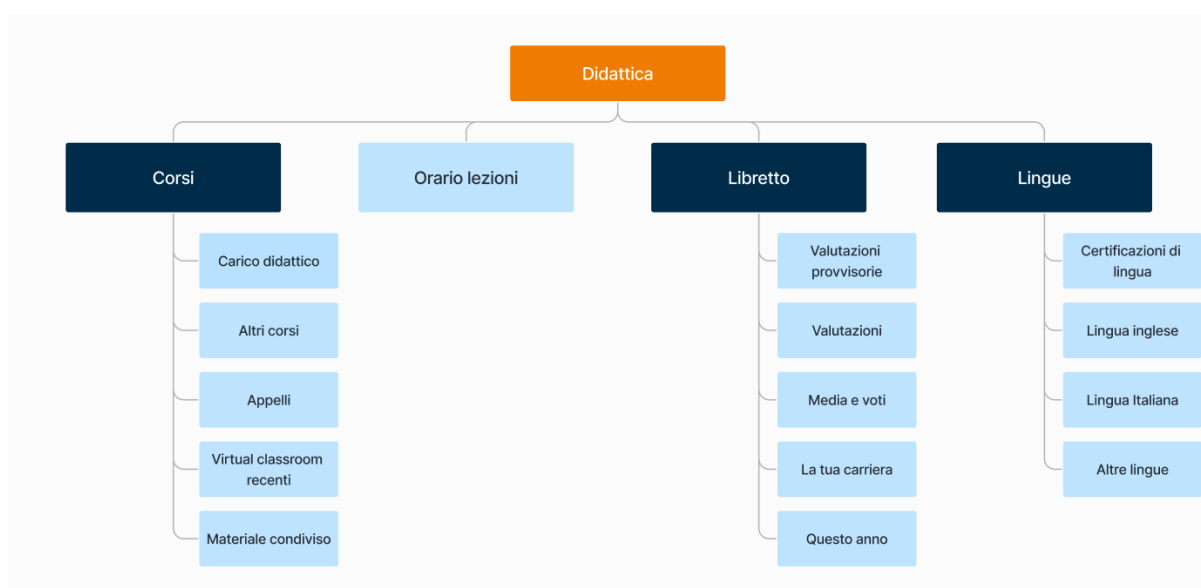 Didattica
Corsi
Orario lezioni
Libretto
Lingue
Carico didattico
Altri corsi
Appelli
Virtual classroom
recenti
Materiale condiviso
Valutazioni
provvisorie
Valutazioni
Media e voti
La tua carriera
Questo anno
Certificazioni di
lingua
Lingua inglese
Lingua Italiana
Altre lingue